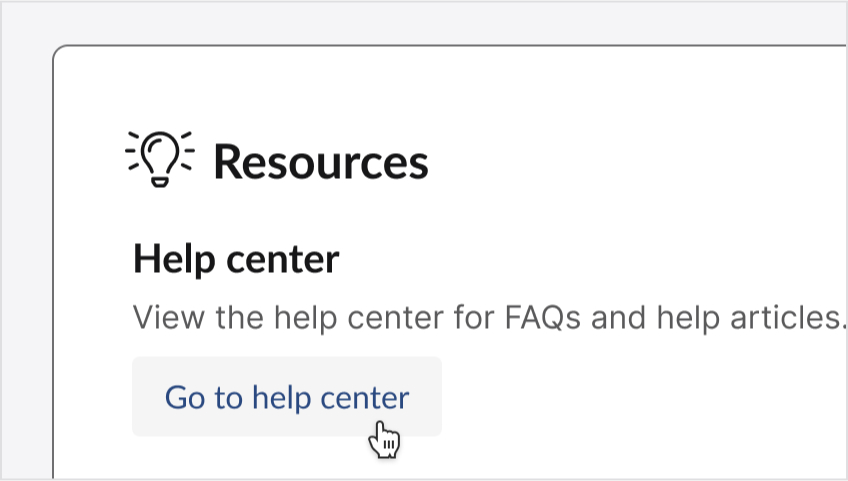 Resources
Help center
View the help center for FAQs and help articles.
Go to help center